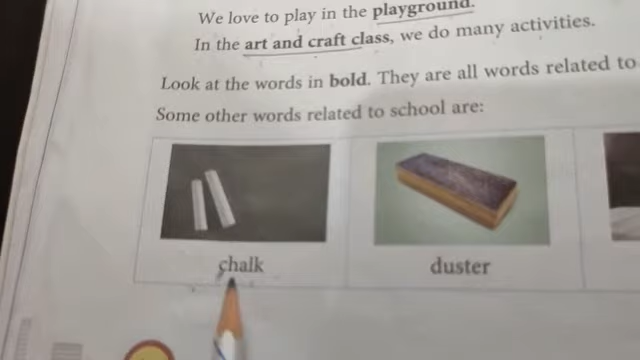 We love to play in the playground.
In the art and craft class, we do many activities.
Look at the words in bold. They are all words related to
Some other words related to school are:
chalk
duster